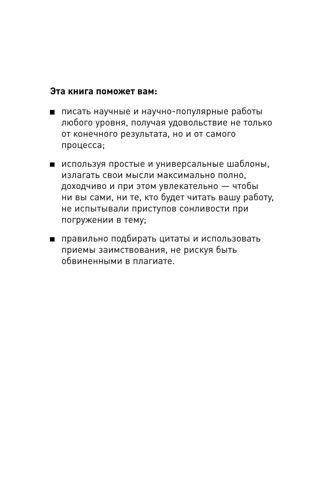 Эта книга поможет вам:
■ писать научные и научно-популярные работы
любого уровня, получая удовольствие не только
от конечного результата, но и от самого
процесса;
■ используя простые и универсальные шаблоны,
излагать свои мысли максимально полно,
доходчиво и при этом увлекательно — чтобы
ни вы сами, ни те, кто будет читать вашу работу,
не испытывали приступов сонливости при
погружении в тему;
■ правильно подбирать цитаты и использовать
приемы заимствования, не рискуя быть
обвиненными в плагиате.